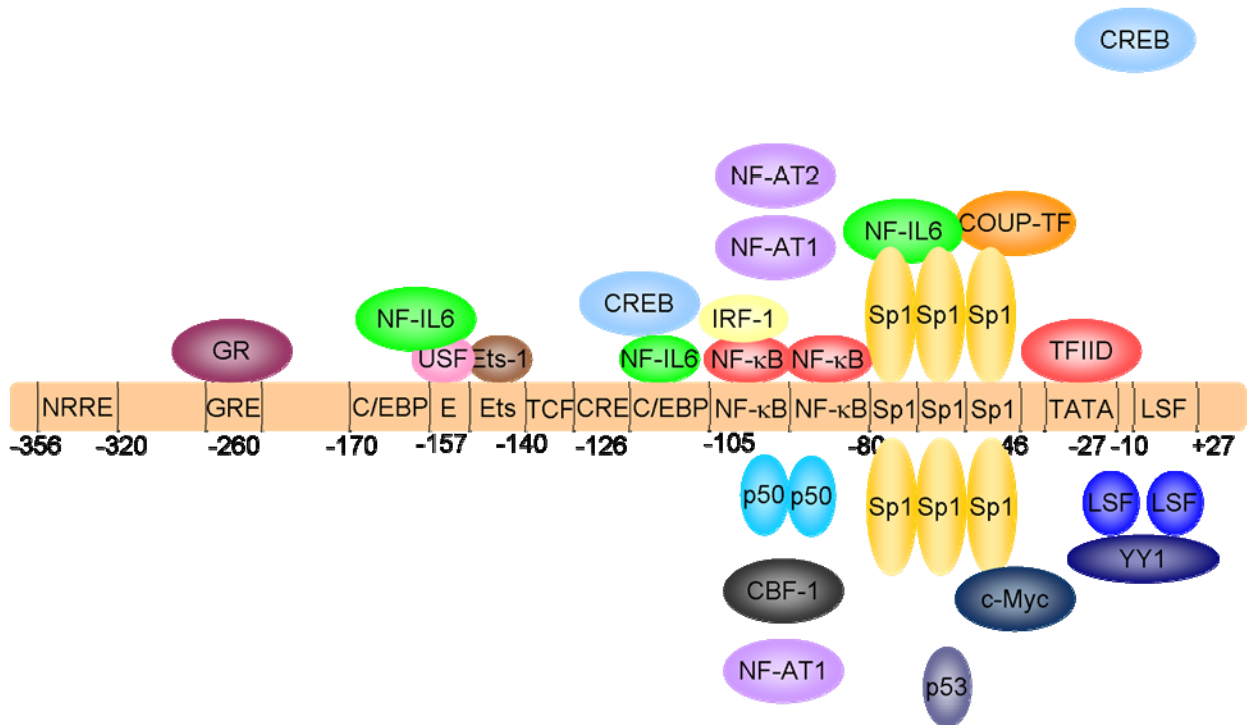 CREB
NF-AT2
NF-AT1
NF-IL6 COUP-TF
CREB
NF-IL6 IRF-1 Sp1 Sp1 Sp1
GR USF Ets-1 NF-IL6 NF-κB NF-κB TFIID
NRRE GRE C/EBP E Ets TCF CRE C/EBP NF-κB NF-κB Sp1 Sp1 Sp1 TATA LSF
-356 -320 -260 -170 -157 -140 -126 -105 -80 46 -27 -10 +27
p50 p50 Sp1 Sp1 Sp1 LSF LSF
YY1
CBF-1 c-Myc
NF-AT1 p53